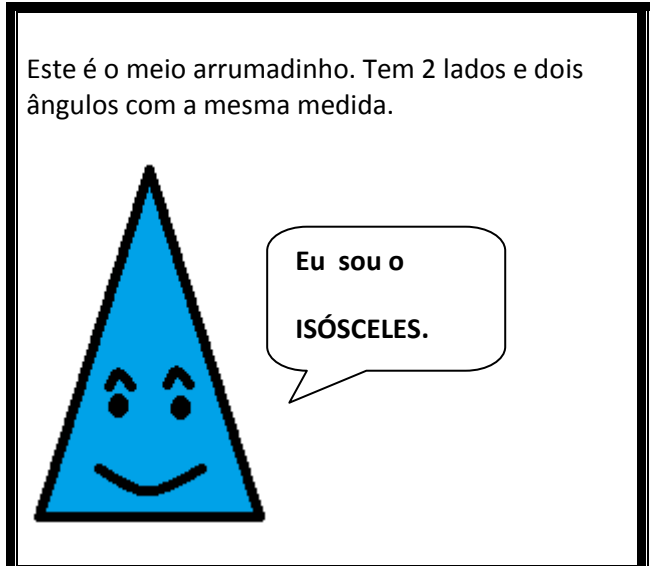 Este é o meio arrumadinho. Tem 2 lados e dois
ângulos com a mesma medida.
Eu sou o
ISÓSCELES.